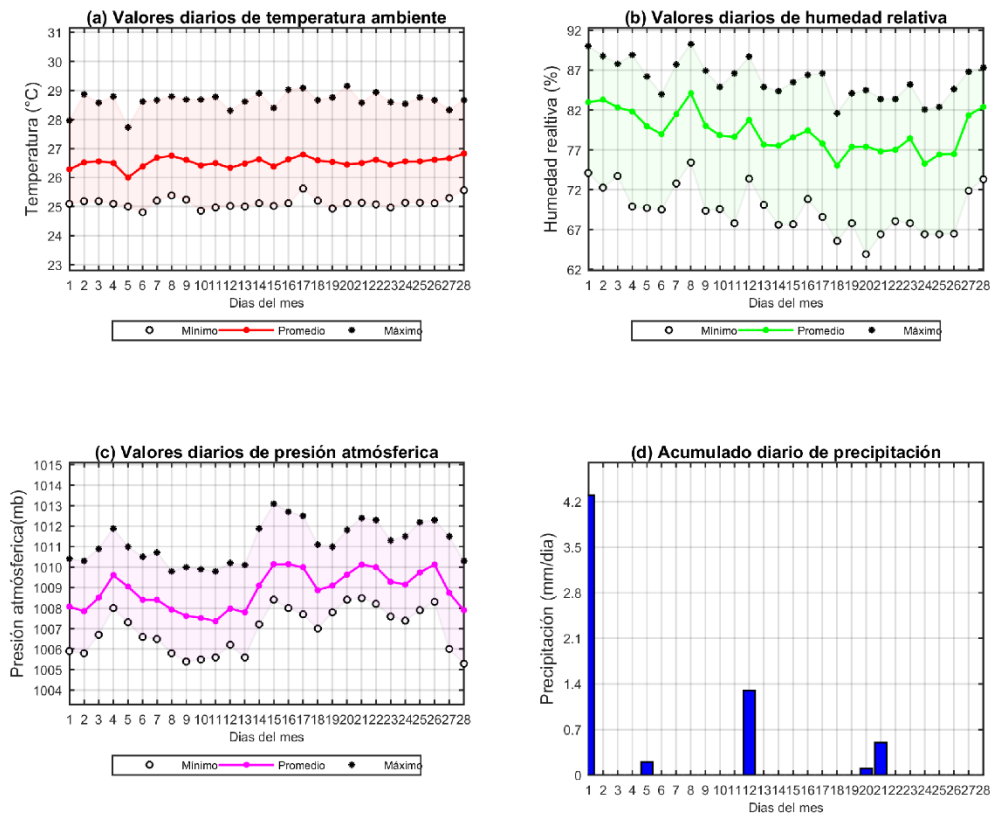 (a) Valores diarios de temperatura ambiente
31
30
29
28
27
26
25
24
23
Temperatura (°C)
1 2 3 4 5 6 7 8 9 10 11 12 13 14 15 16 17 18 19 20 21 22 23 24 25 26 27 28
Dias del mes
Mínimo Promedio Máximo
(b) Valores diarios de humedad relativa
92
87
82
77
72
67
62
Humedad realtiva (%)
1 2 3 4 5 6 7 8 9 10 11 12 13 14 15 16 17 18 19 20 21 22 23 24 25 26 27 28
Dias del mes
Mínimo Promedio Máximo
(c) Valores diarios de presión atmósferica
1015
1014
1013
1012
1011
1010
1009
1008
1007
1006
1005
1004
Presión atmósferica(mb)
1 2 3 4 5 6 7 8 9 10 11 12 13 14 15 16 17 18 19 20 21 22 23 24 25 26 27 28
Dias del mes
Mínimo Promedio Máximo
(d) Acumulado diario de precipitación
4.2
3.5
2.8
2.1
1.4
0.7
0
Precipitación (mm/dia)
1 2 3 4 5 6 7 8 9 10 11 12 13 14 15 16 17 18 19 20 21 22 23 24 25 26 27 28
Dias del mes